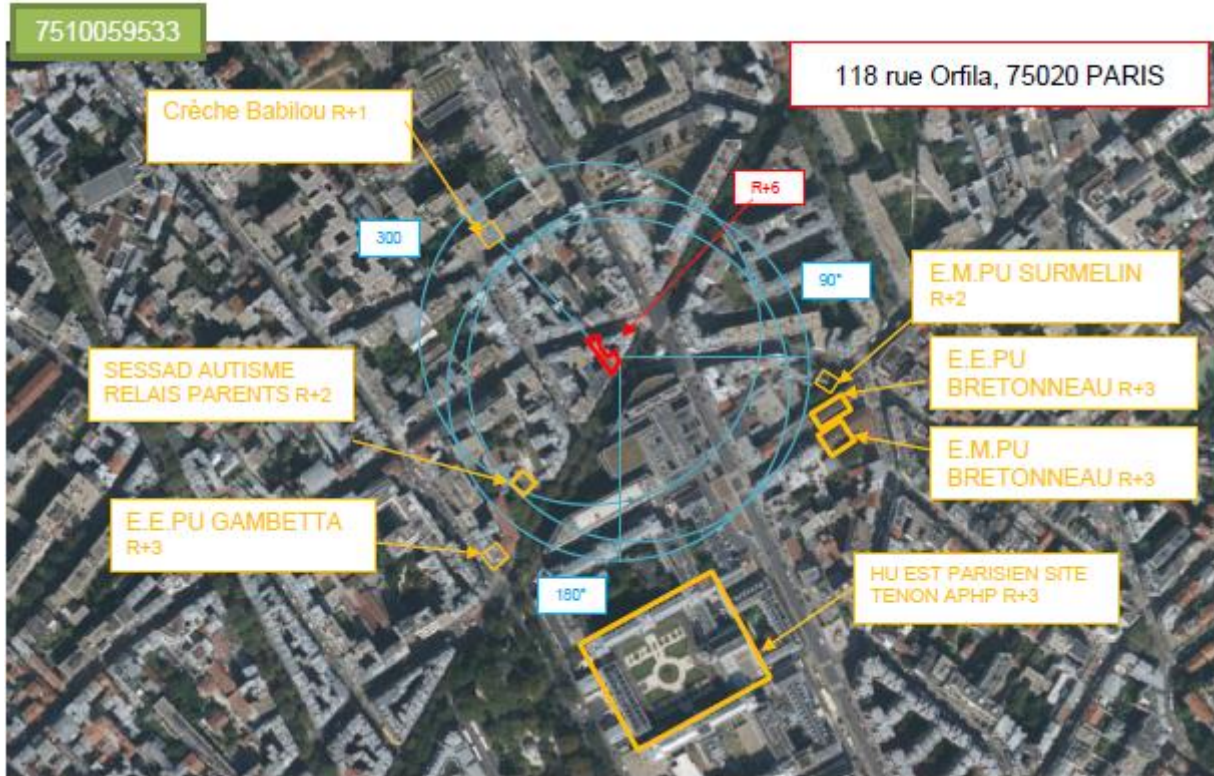 7510059533
118 rue Orfila, 75020 PARIS
Crèche Babilou R+1
R+6
300
90°
E.M.PU SURMELIN
R+2
SESSAD AUTISME
RELAIS PARENTS R+2
E.E.PU
BRETONNEAU R+3
E.M.PU
BRETONNEAU R+3
E.E.PU GAMBETTA
R+3
180°
HU EST PARISIEN SITE
TENON APHP R+3